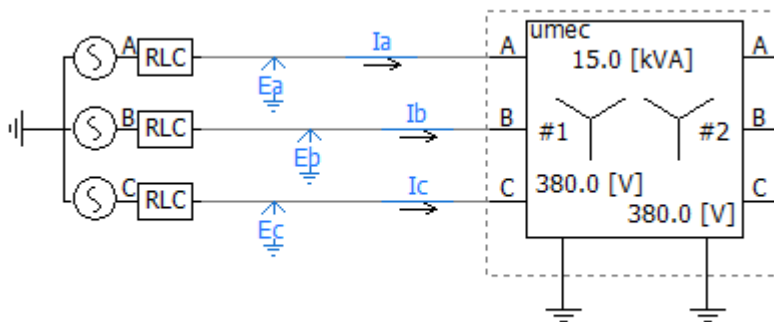 umec
A RLC Ia A 15.0 [kVA] A
Ea
B RLC Ib B #1 #2 B
Eb
C RLC Ic C 380.0 [V] C
380.0 [V]
Ec